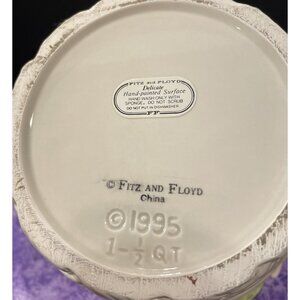 FITZ AND FLOYD
Delicate
Hand-painted Surface
HAND WASH ONLY WITH
SPONGE, DO NOT SCRUB
DO NOT PUT IN DISHWASHER
FF
© FITZ AND FLOYD
China
©1995
1-1/2 QT